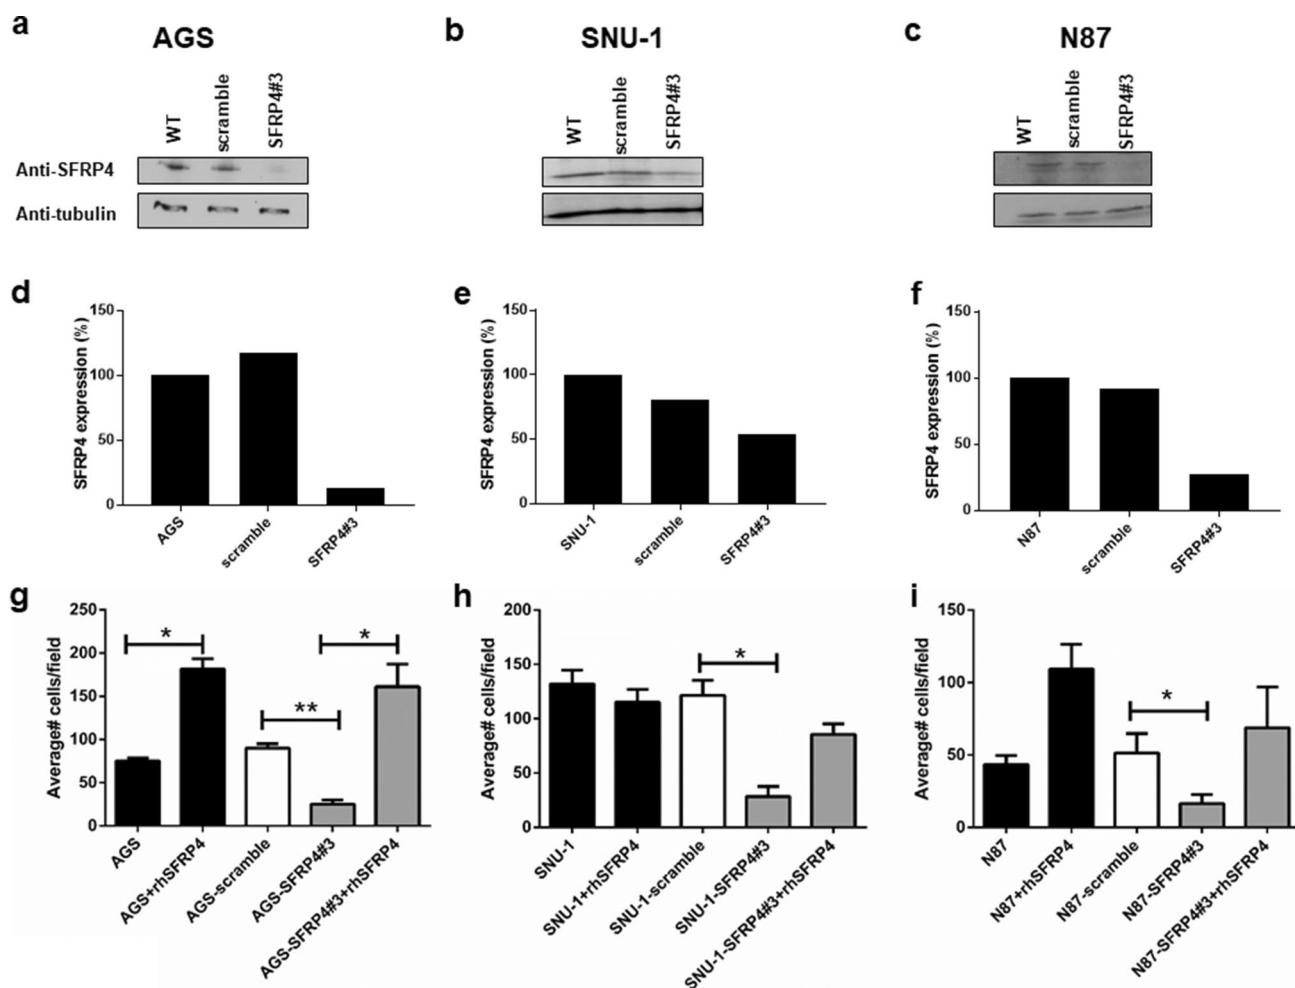 a AGS
b SNU-1
c N87
WT scramble SFRP4#3
WT scramble SFRP4#3
WT scramble SFRP4#3
Anti-SFRP4
Anti-tubulin
d
SFRP4 expression (%)
150
100
50
0
AGS scramble SFRP4#3
e
SFRP4 expression (%)
150
100
50
0
SNU-1 scramble SFRP4#3
f
SFRP4 expression (%)
150
100
50
0
N87 scramble SFRP4#3
g
Average# cells/field
250
200
150
100
50
0
* ** *
AGS AGS+rhSFRP4 AGS-scramble AGS-SFRP4#3 AGS-SFRP4#3+rhSFRP4
h
Average# cells/field
200
150
100
50
0
*
SNU-1 SNU-1+rhSFRP4 SNU-1-scramble SNU-1-SFRP4#3 SNU-1-SFRP4#3+rhSFRP4
i
Average# cells/field
150
100
50
0
*
N87 N87+rhSFRP4 N87-scramble N87-SFRP4#3 N87-SFRP4#3+rhSFRP4